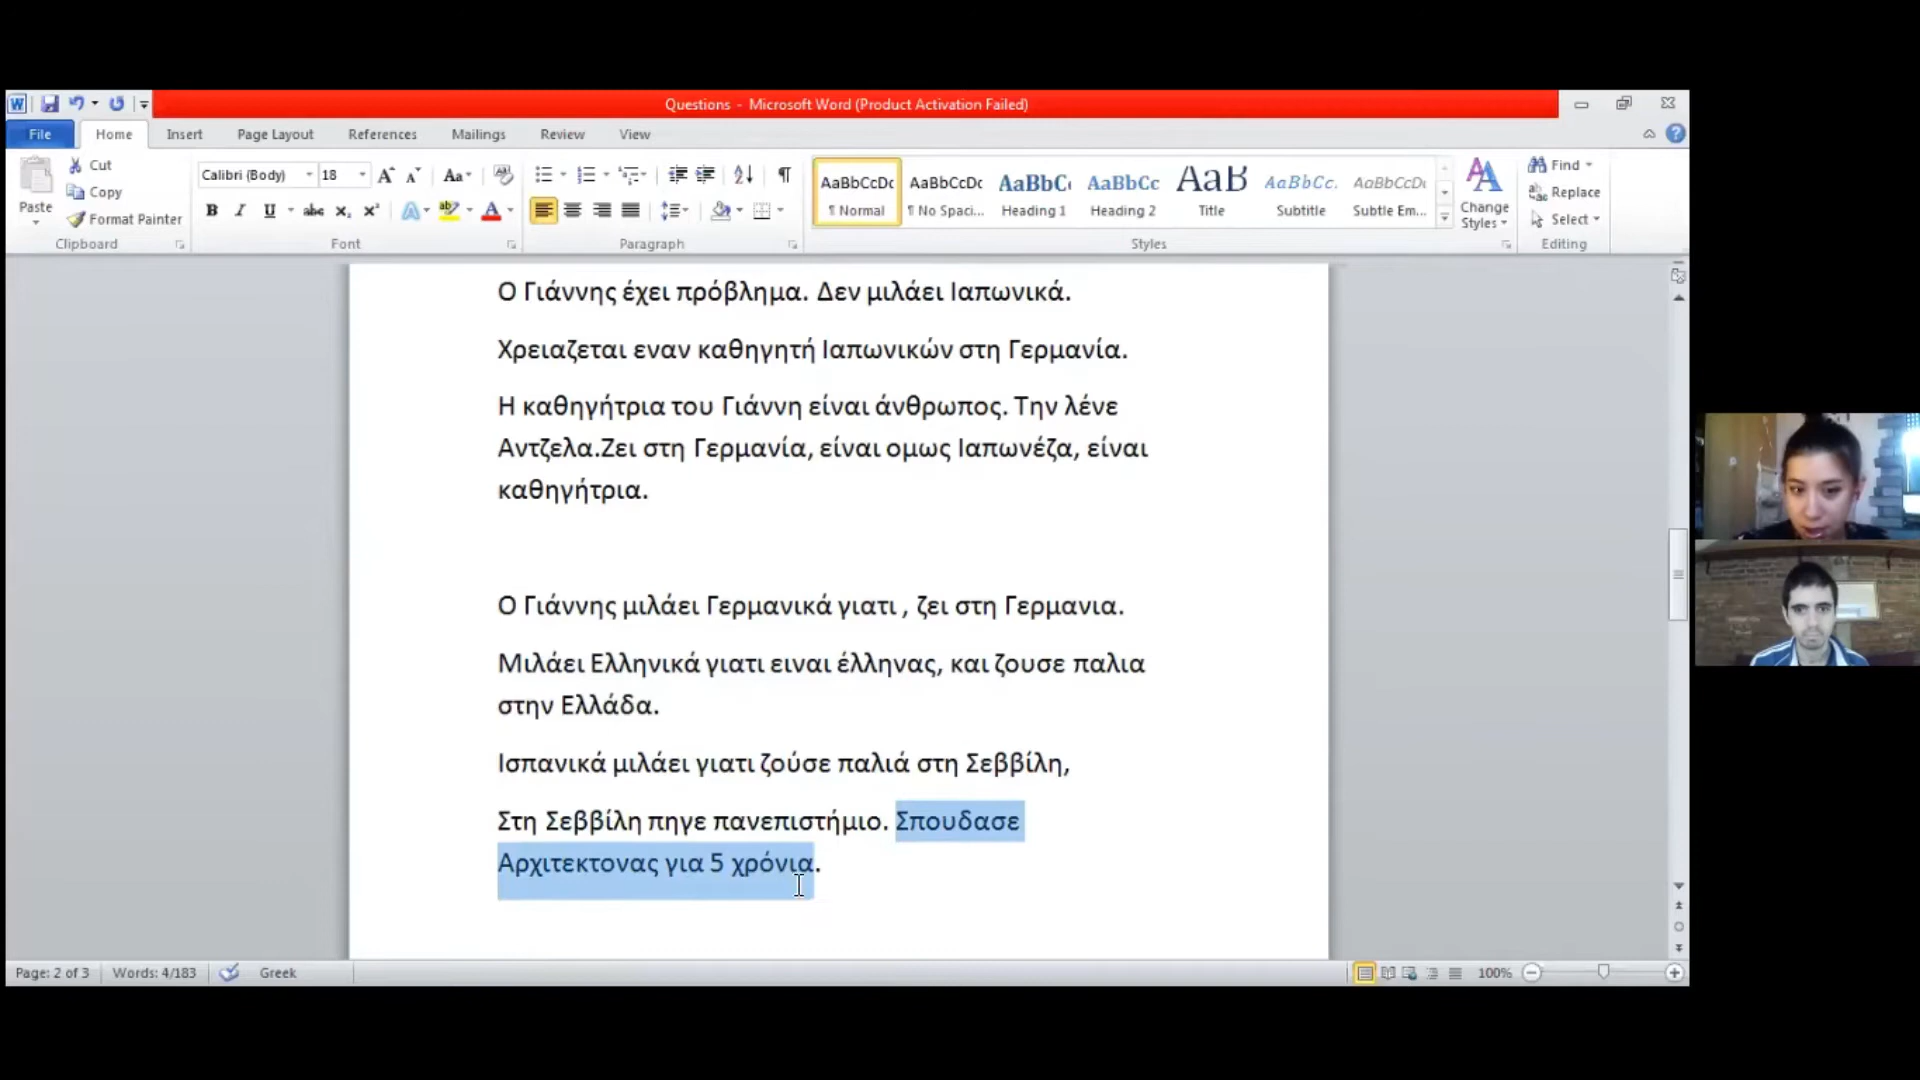 Questions - Microsoft Word (Product Activation Failed)
File Home Insert Page Layout References Mailings Review View
Cut
Copy
Format Painter
Paste
Clipboard
Calibri (Body) 18
Font
Paragraph
AaBbCcDc AaBbCcDc AaBbC AaBbCc AaB AaBbCc. AaBbCcDc
¶ Normal ¶ No Spaci... Heading 1 Heading 2 Title Subtitle Subtle Em...
Styles
Change
Styles
Find
Replace
Select
Editing
Ο Γιάννης έχει πρόβλημα. Δεν μιλάει Ιαπωνικά.
Χρειαζεται εναν καθηγητή Ιαπωνικών στη Γερμανία.
Η καθηγήτρια του Γιάννη είναι άνθρωπος. Την λένε
Αντζελα.Ζει στη Γερμανία, είναι ομως Ιαπωνέζα, είναι
καθηγήτρια.
Ο Γιάννης μιλάει Γερμανικά γιατι , ζει στη Γερμανια.
Μιλάει Ελληνικά γιατι ειναι έλληνας, και ζουσε παλια
στην Ελλάδα.
Ισπανικά μιλάει γιατι ζούσε παλιά στη Σεββίλη,
Στη Σεββίλη πηγε πανεπιστήμιο. Σπουδασε
Αρχιτεκτονας για 5 χρόνια.
Page: 2 of 3 Words: 4/183 Greek 100%